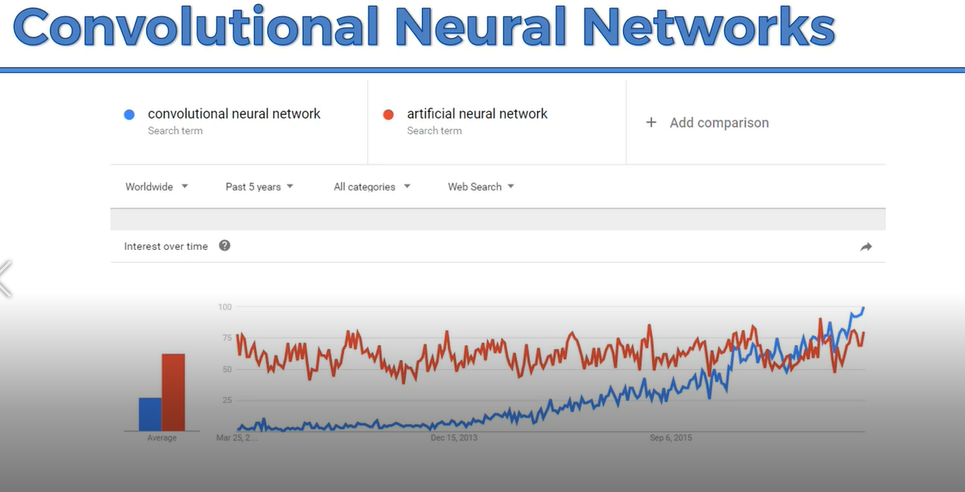 Convolutional Neural Networks
convolutional neural network
Search term
artificial neural network
Search term
+ Add comparison
Worldwide
Past 5 years
All categories
Web Search
Interest over time
?
100
75
50
25
Average
Mar 25, 2...
Dec 15, 2013
Sep 6, 2015